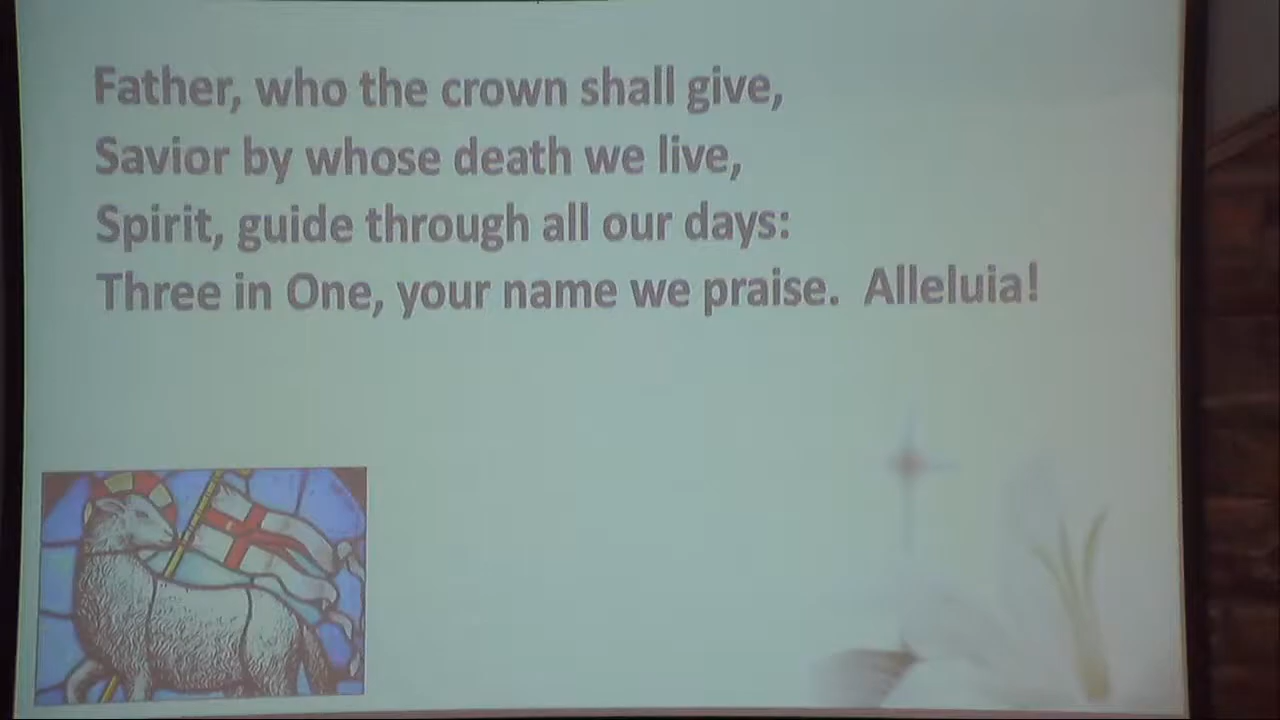 Father, who the crown shall give,
Savior by whose death we live,
Spirit, guide through all our days:
Three in One, your name we praise.  Alleluia!